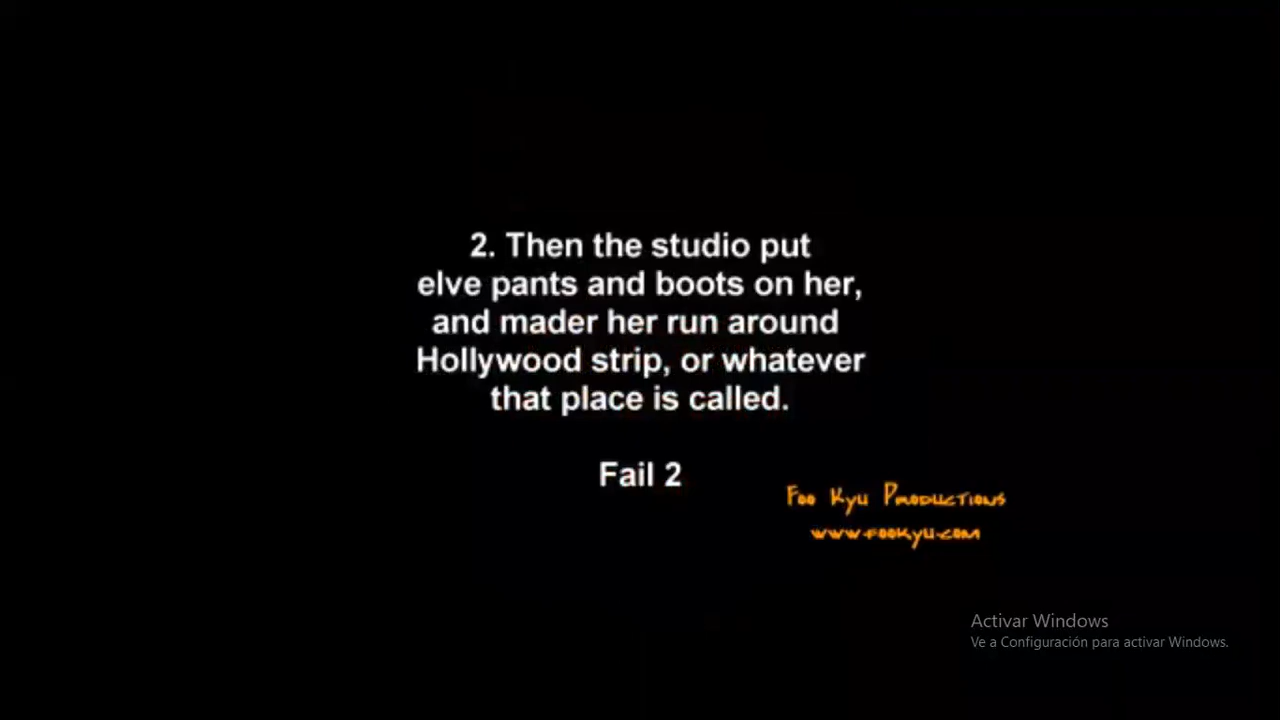 2. Then the studio put
elve pants and boots on her,
and mader her run around
Hollywood strip, or whatever
that place is called.
Fail 2
Foo Kyu Productions
www.fookyu.com
Activar Windows
Ve a Configuración para activar Windows.